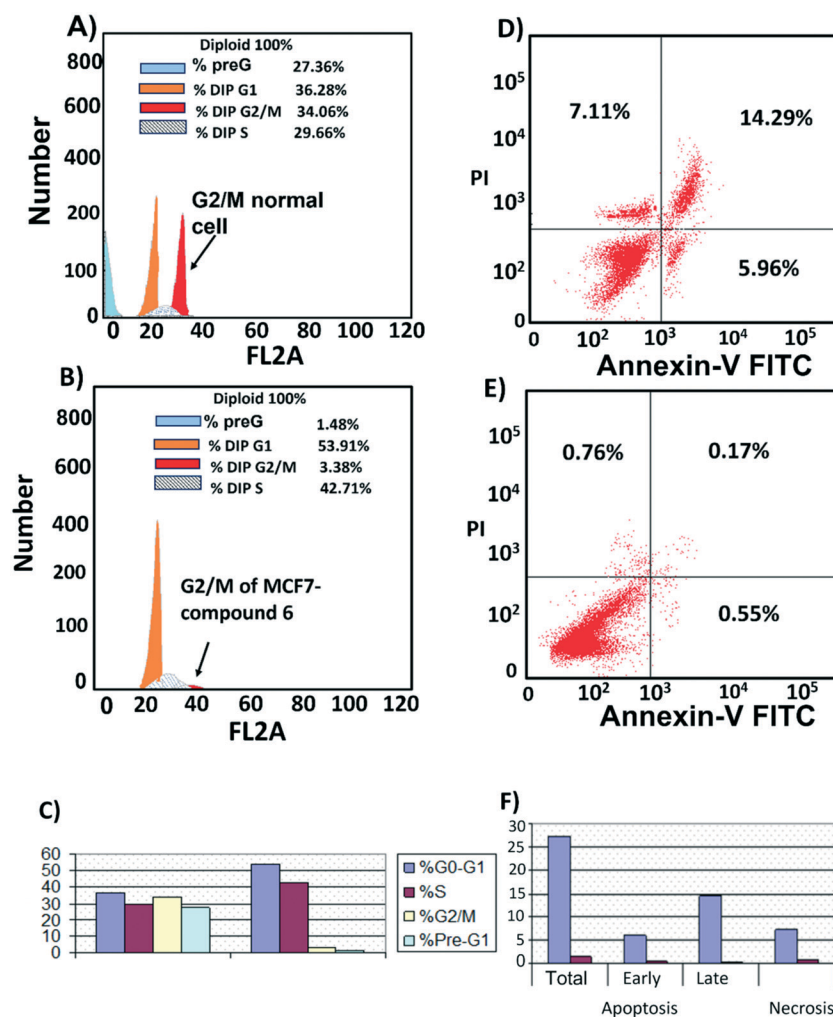 A)
Diploid 100%
% preG 27.36%
% DIP G1 36.28%
% DIP G2/M 34.06%
% DIP S 29.66%
G2/M normal
cell
Number
800
600
400
200
100
0
0 20 40 60 80 100 120
FL2A
B)
Diploid 100%
% preG 1.48%
% DIP G1 53.91%
% DIP G2/M 3.38%
% DIP S 42.71%
G2/M of MCF7-
compound 6
Number
800
600
400
200
100
0
0 20 40 60 80 100 120
FL2A
C)
60
50
40
30
20
10
0
%G0-G1
%S
%G2/M
%Pre-G1
D)
7.11% 14.29%
5.96%
PI
10⁵
10⁴
10³
10²
0
0 10² 10³ 10⁴ 10⁵
Annexin-V FITC
E)
0.76% 0.17%
0.55%
PI
10⁵
10⁴
10³
10²
0
0 10² 10³ 10⁴ 10⁵
Annexin-V FITC
F)
30
25
20
15
10
5
0
Total Early Late
Apoptosis Necrosis